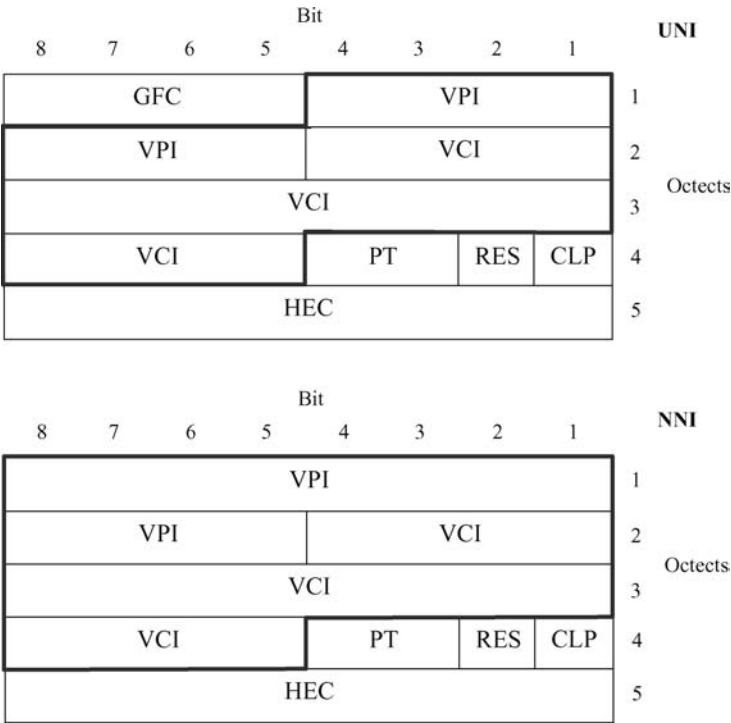 Bit
UNI
8 7 6 5 4 3 2 1
GFC VPI 1
VPI VCI 2
Octects
VCI 3
VCI PT RES CLP 4
HEC 5
Bit
NNI
8 7 6 5 4 3 2 1
VPI 1
VPI VCI 2
Octects
VCI 3
VCI PT RES CLP 4
HEC 5